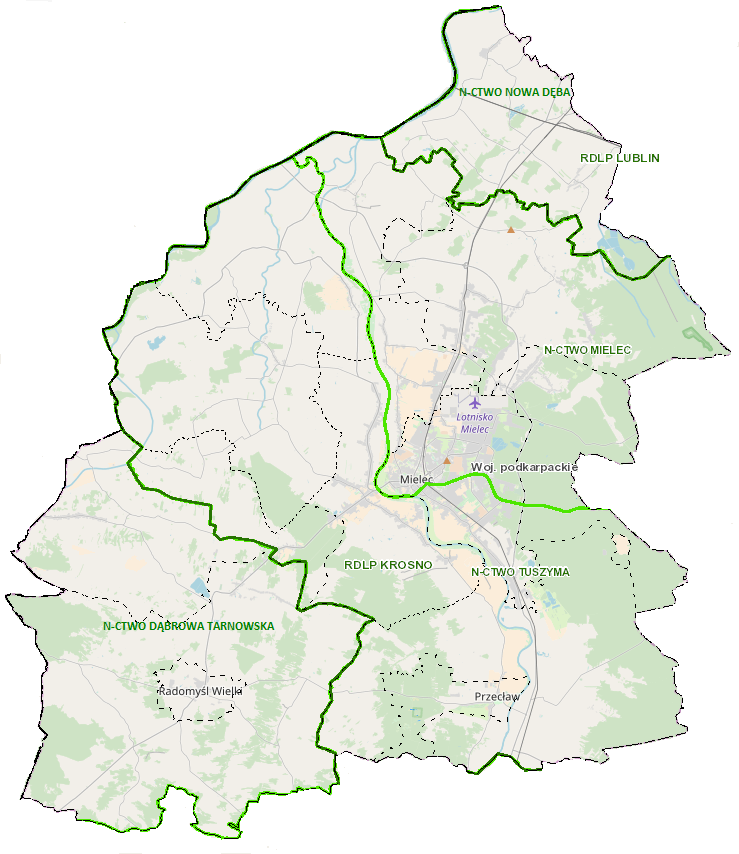 N-CTWO NOWA DĘBA
RDLP LUBLIN
N-CTWO MIELEC
Lotnisko
Mielec
Woj. podkarpackie
Mielec
RDLP KROSNO
N-CTWO TUSZYMA
N-CTWO DĄBROWA TARNOWSKA
Radomyśl Wielki
Przecław